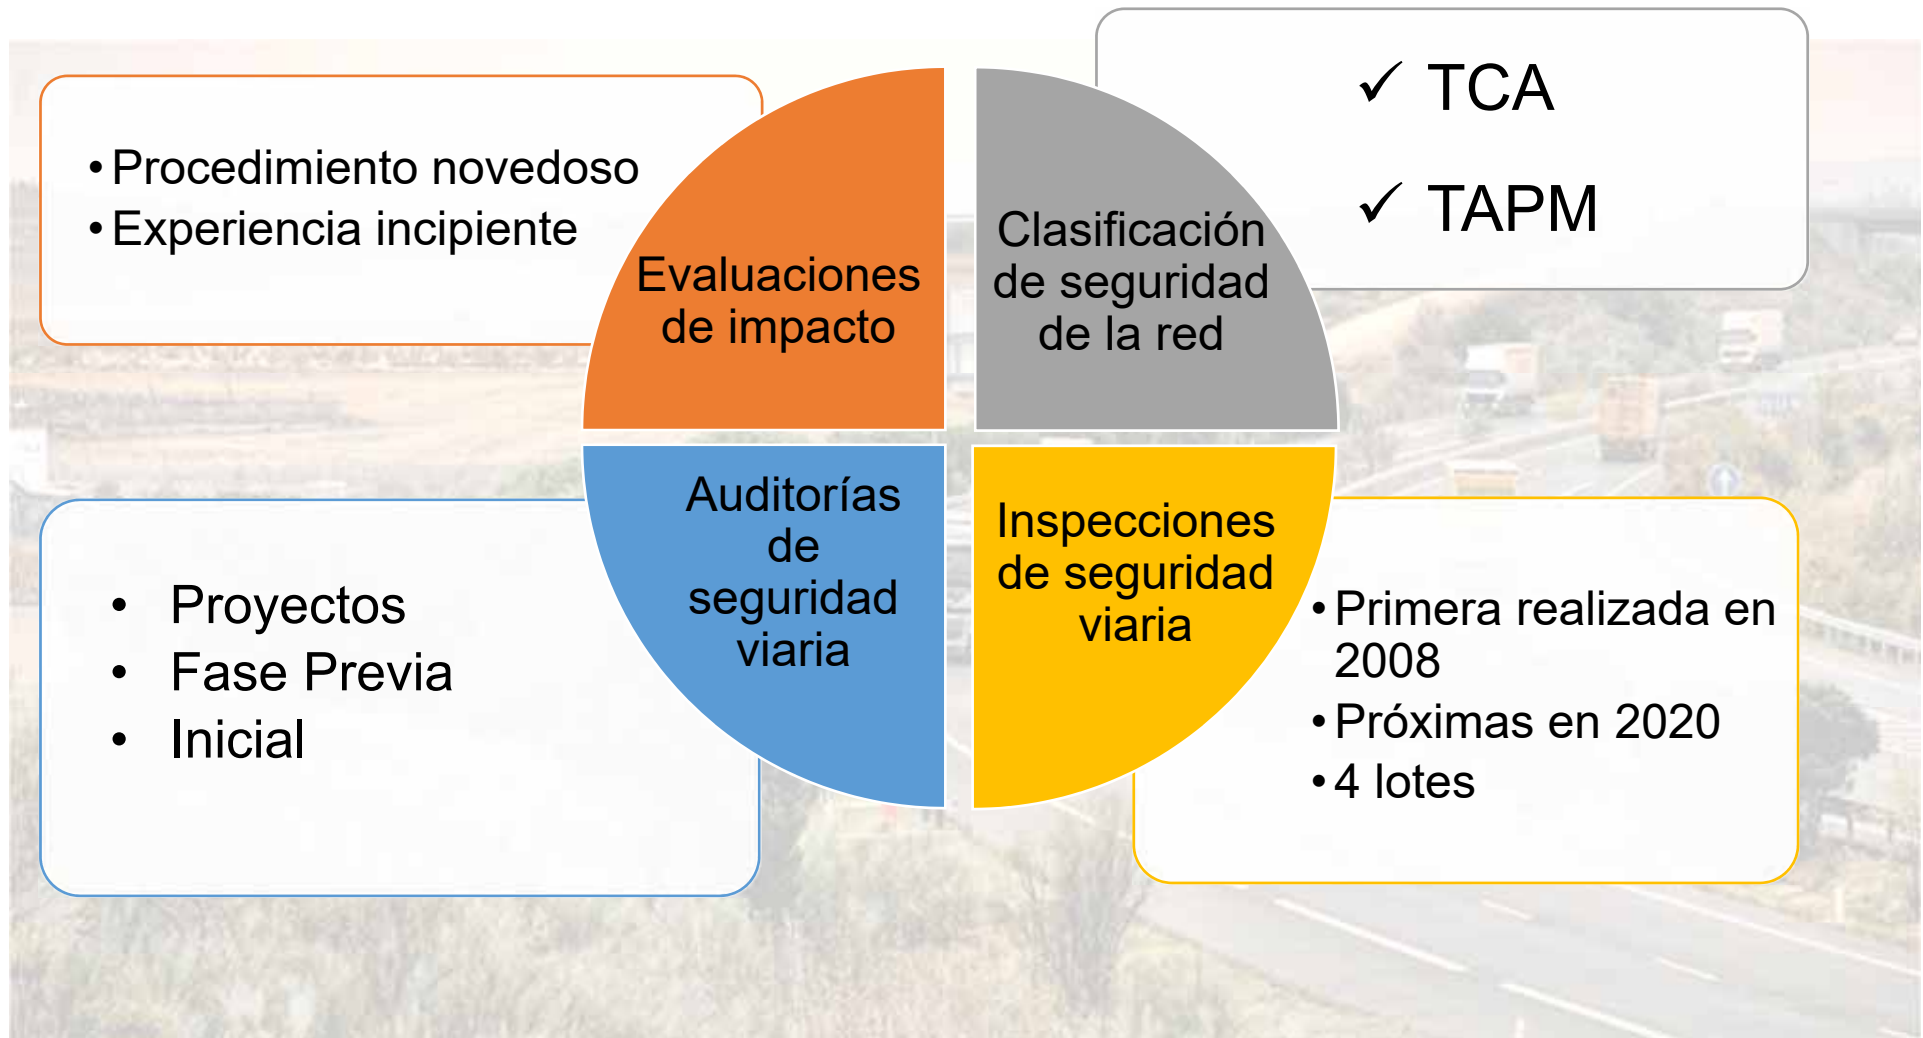 • Procedimiento novedoso
• Experiencia incipiente
Evaluaciones
de impacto
✓ TCA
✓ TAPM
Clasificación
de seguridad
de la red
Auditorías
de
seguridad
viaria
• Proyectos
• Fase Previa
• Inicial
Inspecciones
de seguridad
viaria
• Primera realizada en
2008
• Próximas en 2020
• 4 lotes